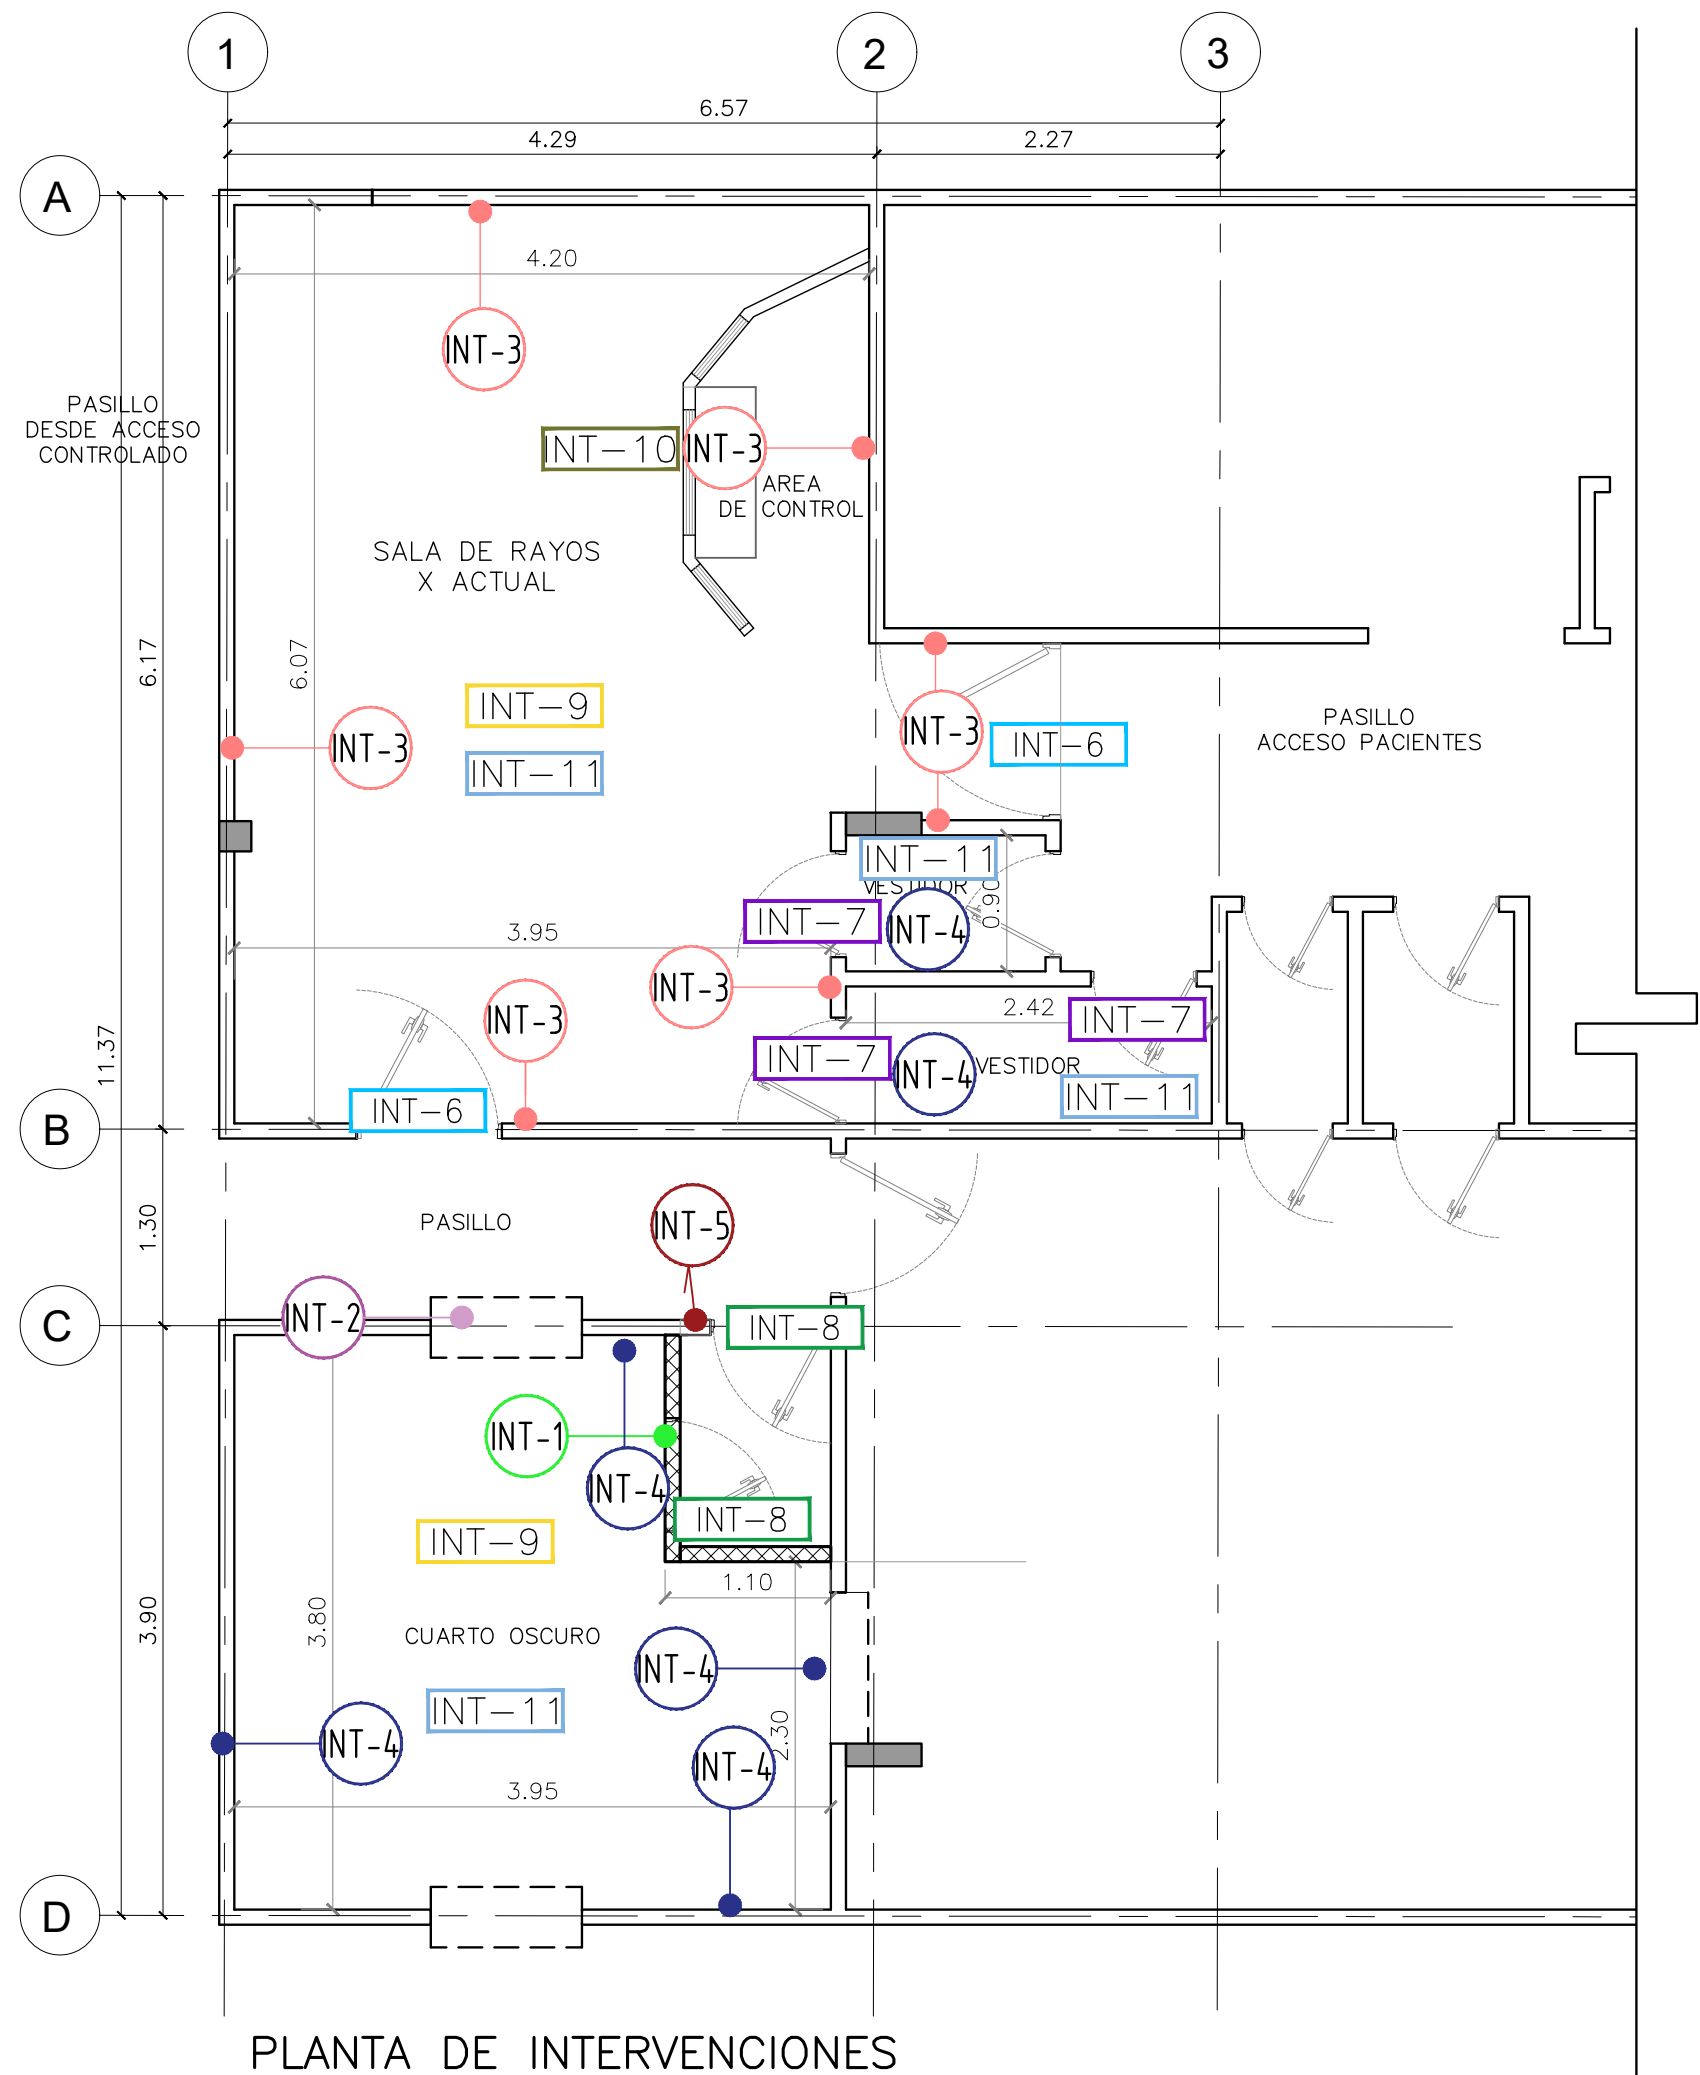 1
2
3
6.57
4.29
2.27
A
4.20
INT-3
PASILLO
DESDE ACCESO
CONTROLADO
INT-10
INT-3
AREA
DE CONTROL
SALA DE RAYOS
X ACTUAL
6.17
6.07
INT-9
INT-3
INT-11
INT-3
INT-6
PASILLO
ACCESO PACIENTES
INT-11
VESTIDOR
0.90
INT-7
INT-4
3.95
INT-3
INT-3
2.42
INT-7
11.37
INT-7
INT-4
VESTIDOR
INT-11
INT-6
B
1.30
PASILLO
INT-5
C
INT-2
INT-8
INT-1
INT-4
INT-8
INT-9
1.10
3.90
3.80
CUARTO OSCURO
INT-4
INT-11
INT-4
2.30
INT-4
3.95
D
PLANTA DE INTERVENCIONES